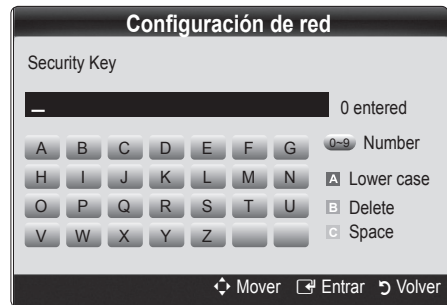 Configuración de red
Security Key
0 entered
A B C D E F G 0~9 Number
H I J K L M N A Lower case
O P Q R S T U B Delete
V W X Y Z C Space
Mover Entrar Volver